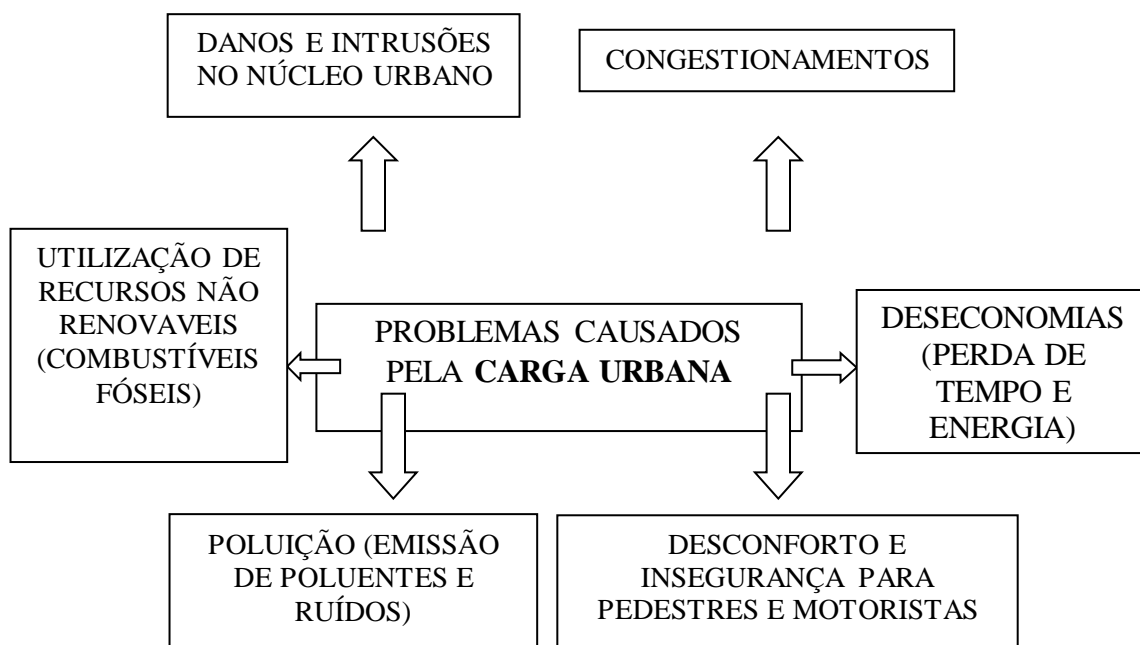 DANOS E INTRUSÕES
NO NÚCLEO URBANO
CONGESTIONAMENTOS
UTILIZAÇÃO DE
RECURSOS NÃO
RENOVAVEIS
(COMBUSTÍVEIS
FÓSEIS)
PROBLEMAS CAUSADOS
PELA CARGA URBANA
DESECONOMIAS
(PERDA DE
TEMPO E
ENERGIA)
POLUIÇÃO (EMISSÃO
DE POLUENTES E
RUÍDOS)
DESCONFORTO E
INSEGURANÇA PARA
PEDESTRES E MOTORISTAS